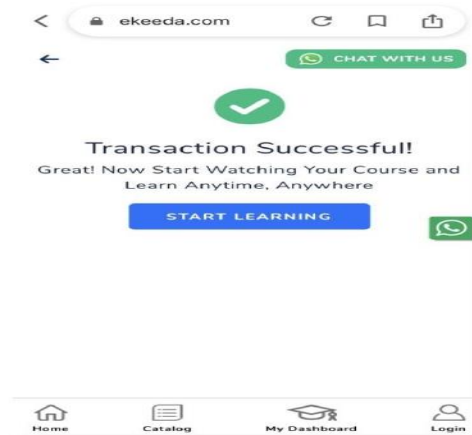 ekeeda.com
CHAT WITH US
Transaction Successful!
Great! Now Start Watching Your Course and
Learn Anytime, Anywhere
START LEARNING
Home Catalog My Dashboard Login